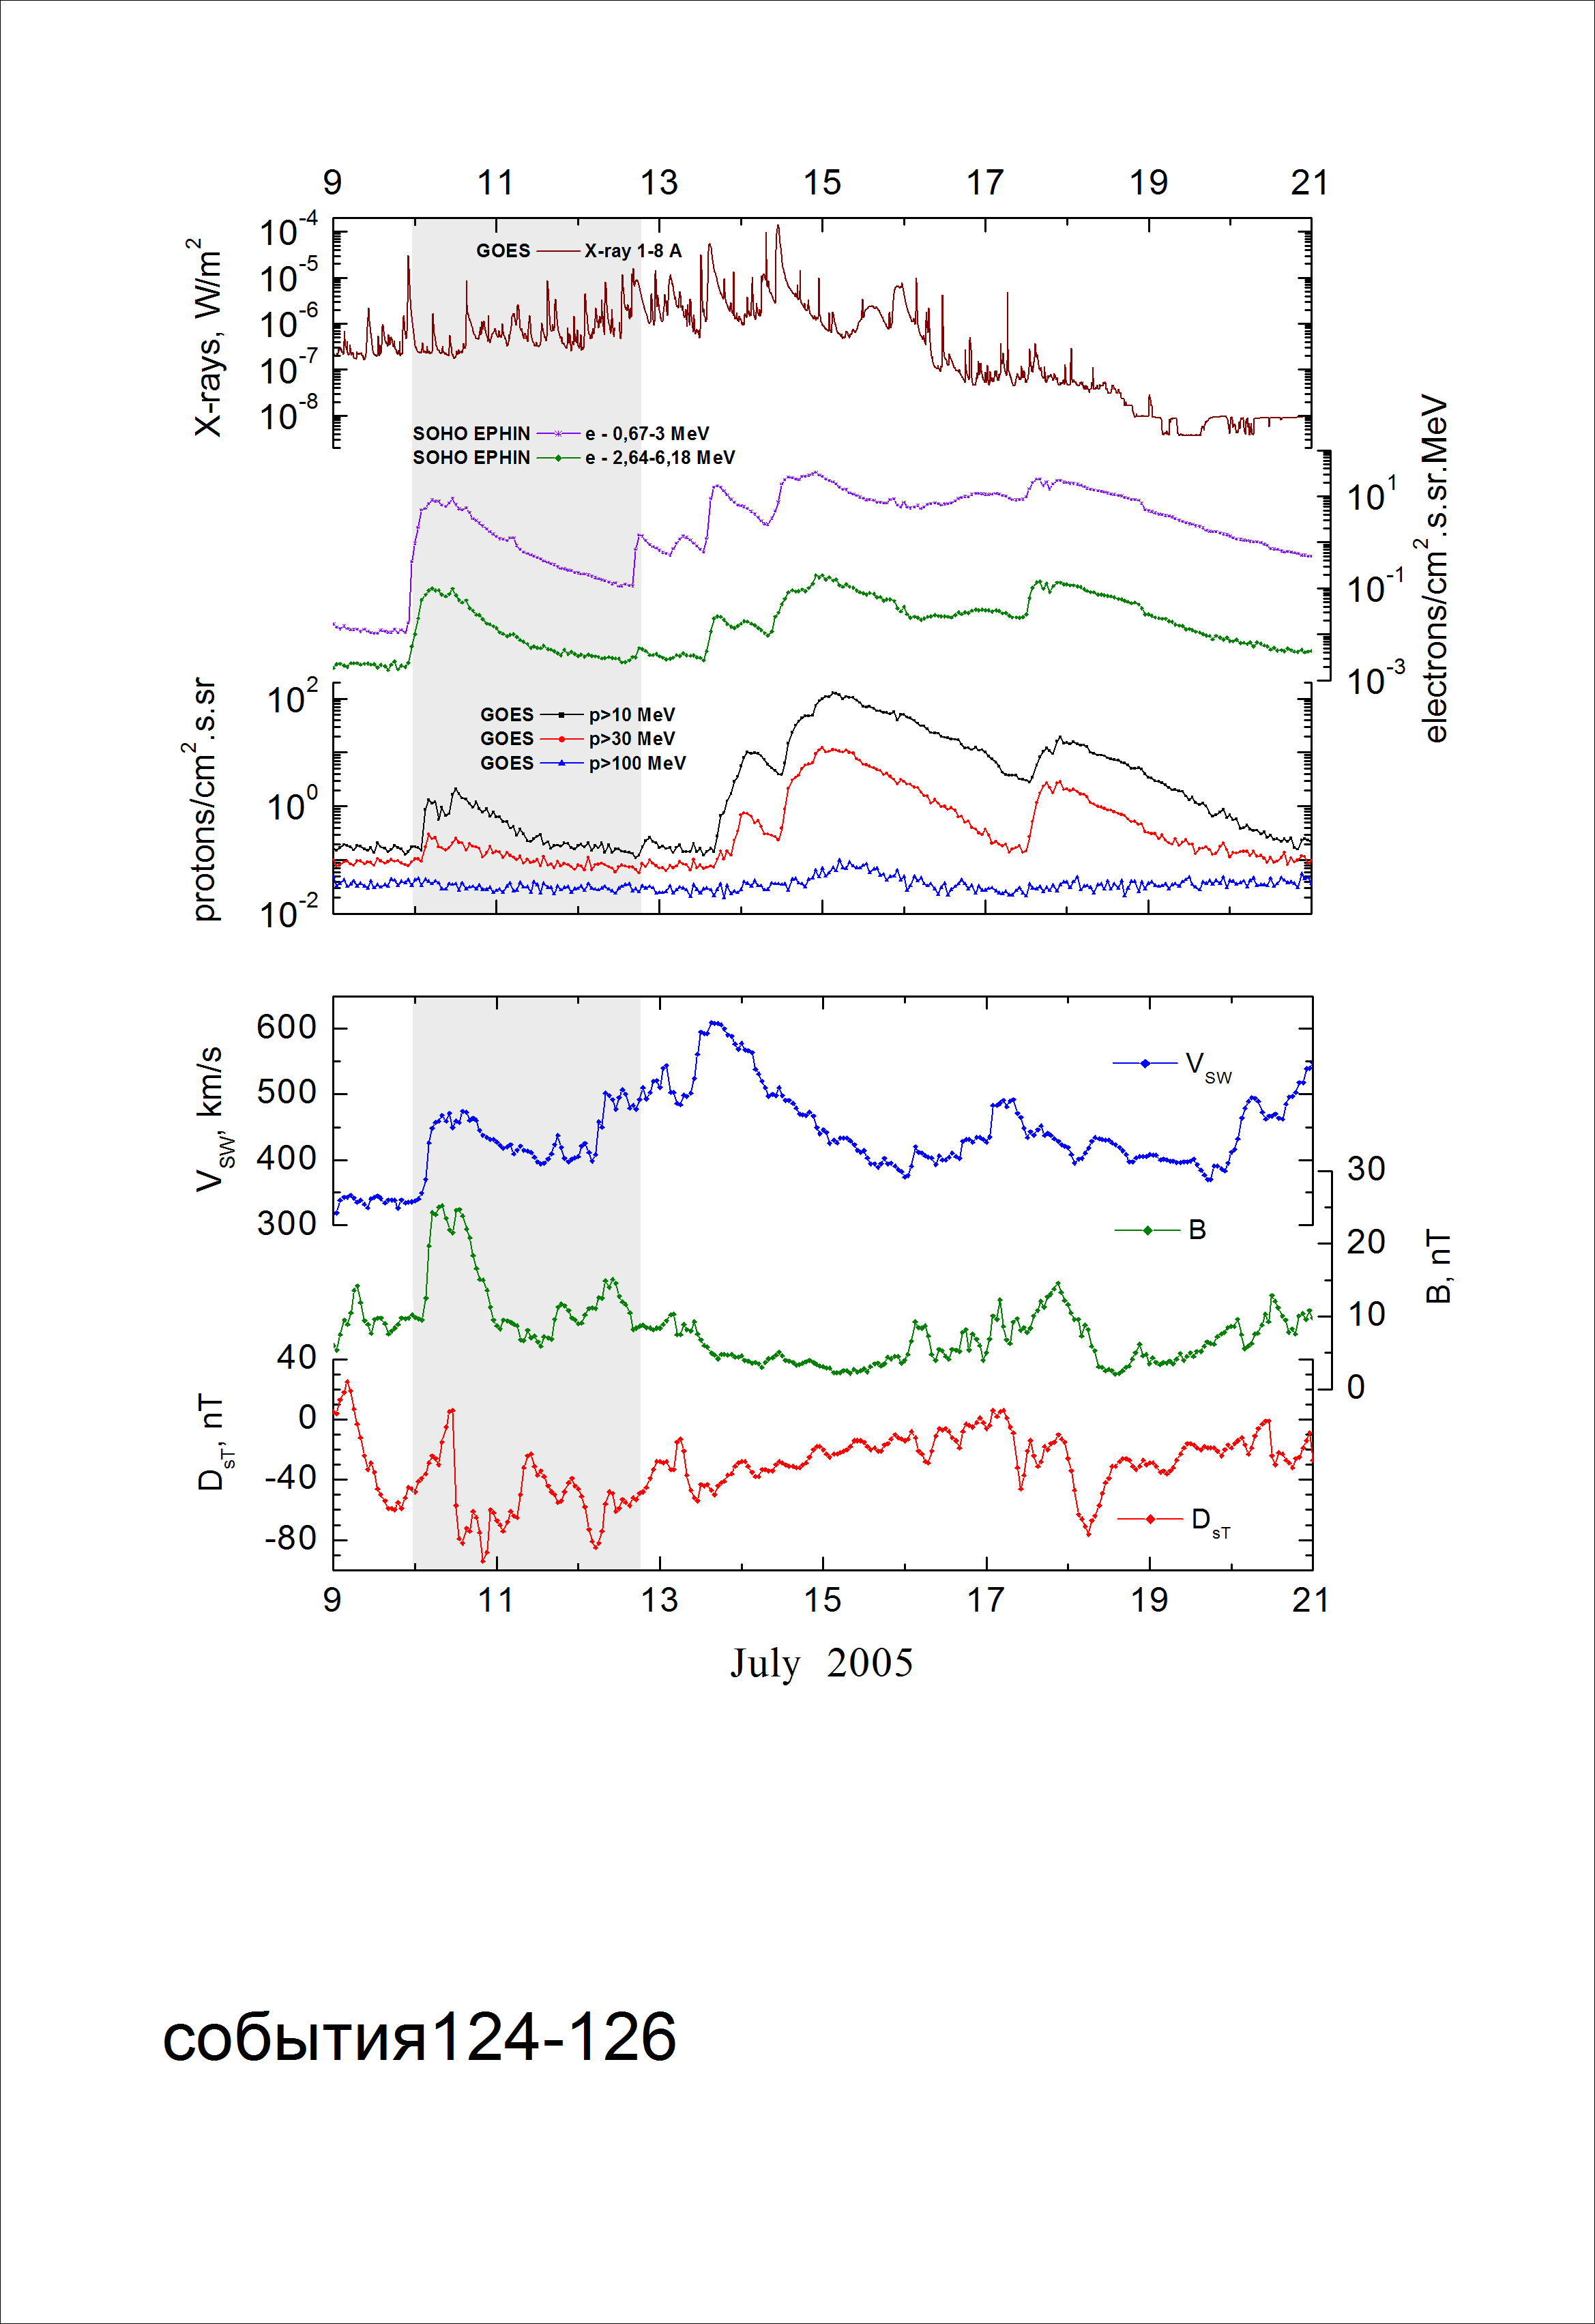 9 11 13 15 17 19 21
X-rays, W/m2
10-4
10-5
10-6
10-7
10-8
GOES X-ray 1-8 A
SOHO EPHIN e - 0,67-3 MeV
SOHO EPHIN e - 2,64-6,18 MeV
101
10-1
10-3
electrons/cm2.s.sr.MeV
protons/cm2.s.sr
102
100
10-2
GOES p>10 MeV
GOES p>30 MeV
GOES p>100 MeV
VSW, km/s
600
500
400
300
VSW
30
20
10
0
B, nT
B
DsT, nT
40
0
-40
-80
DsT
9 11 13 15 17 19 21
July 2005
события124-126